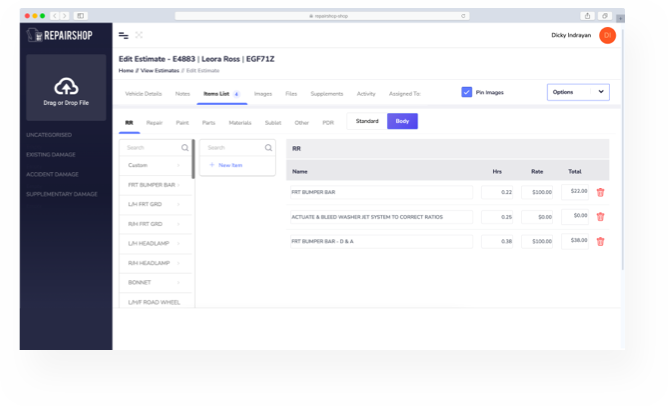 repairshop.shop
REPAIRSHOP
Dicky Indrayan
DI
Edit Estimate - E4883 | Leora Ross | EGF71Z
Home // View Estimates // Edit Estimate
Drag or Drop File
Vehicle Details Notes Items List Images Files Supplements Activity Assigned To Pin Images Options
RR Repair Paint Parts Materials Sublet Other PDR Standard Body
UNCATEGORISED
EXISTING DAMAGE
ACCIDENT DAMAGE
SUPPLEMENTARY DAMAGE
Search
Custom
FRT BUMPER BAR
L/H FRT GRD
R/H FRT GRD
L/H HEADLAMP
R/H HEADLAMP
BONNET
L/H/F ROAD WHEEL
Search
+ New Item
RR
Name Hrs Rate Total
FRT BUMPER BAR 0.22 $100.00 $22.00
ACTUATE & BLEED WASHER JET SYSTEM TO CORRECT RATIOS 0.25 $0.00 $0.00
FRT BUMPER BAR - D & A 0.38 $100.00 $38.00